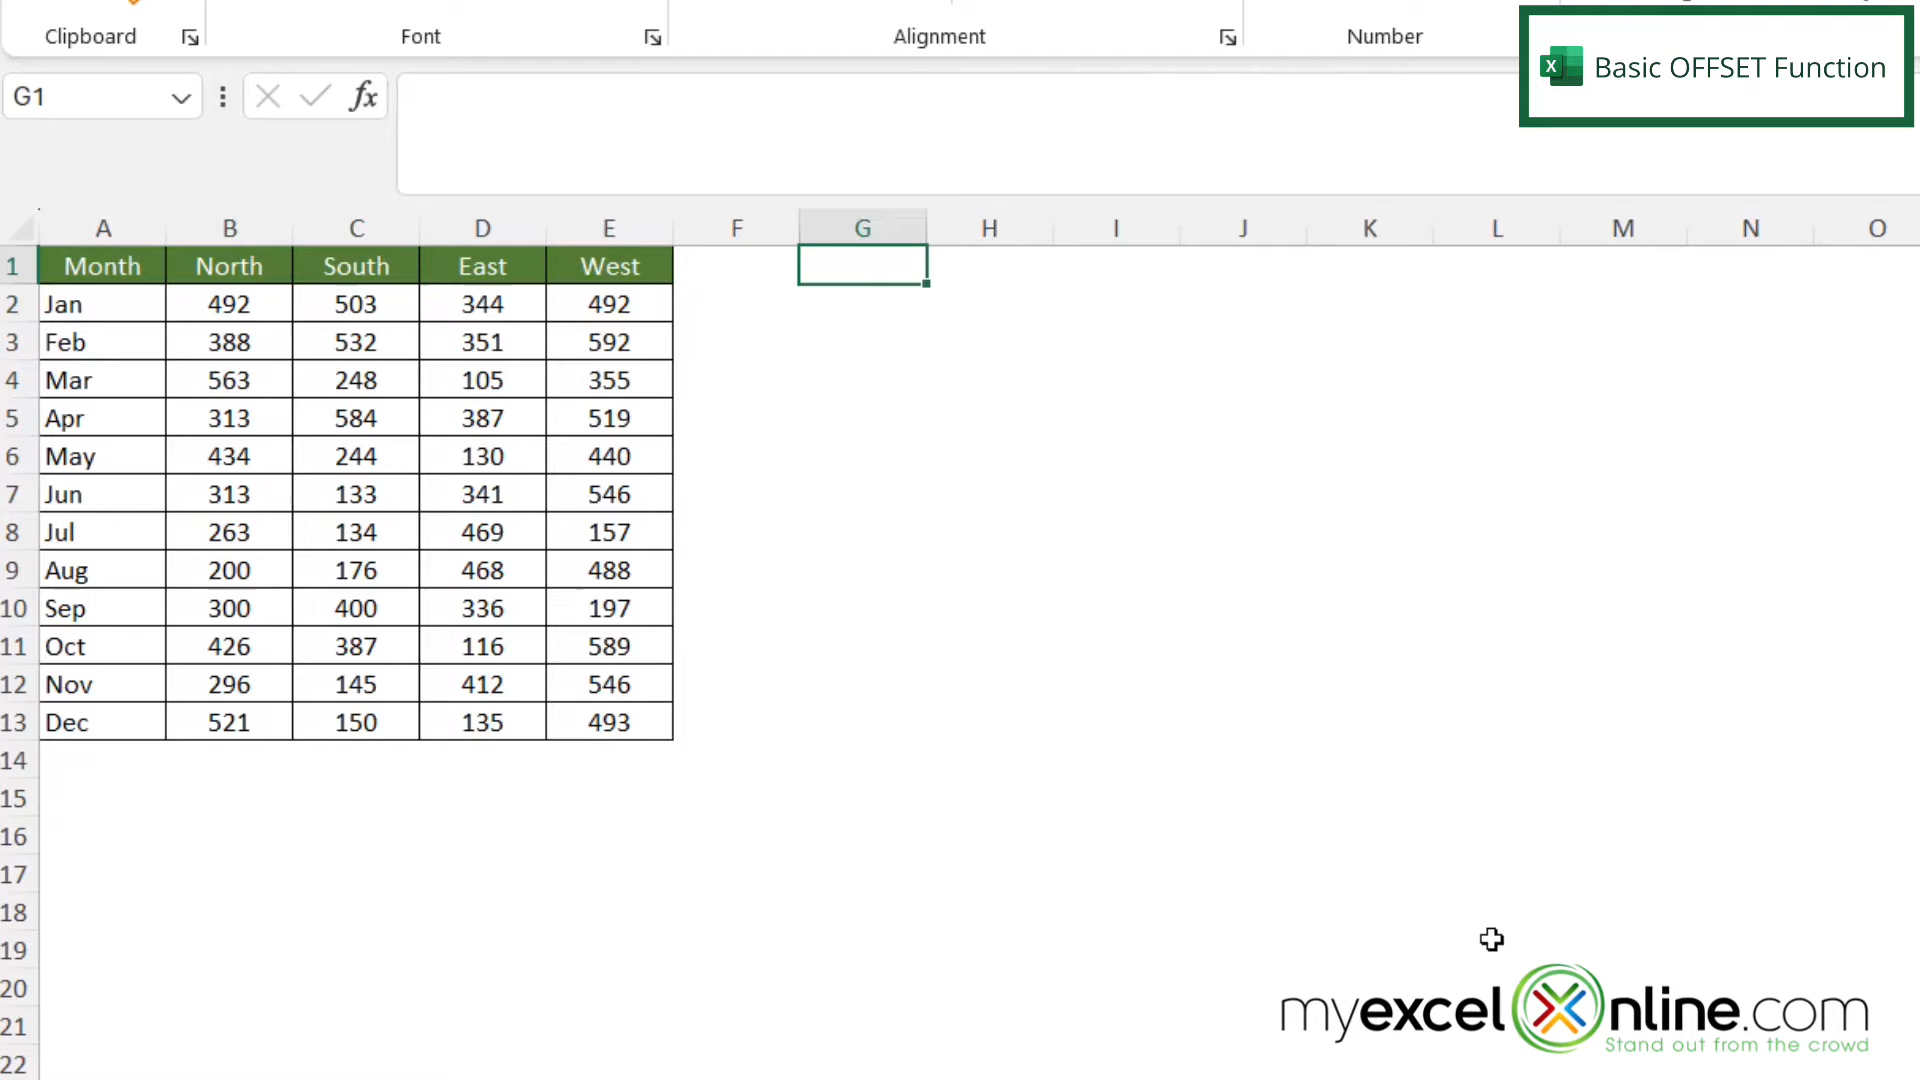 Clipboard Font Alignment Number
Basic OFFSET Function
G1 fx
A B C D E F G H I J K L M N O
1 Month North South East West
2 Jan 492 503 344 492
3 Feb 388 532 351 592
4 Mar 563 248 105 355
5 Apr 313 584 387 519
6 May 434 244 130 440
7 Jun 313 133 341 546
8 Jul 263 134 469 157
9 Aug 200 176 468 488
10 Sep 300 400 336 197
11 Oct 426 387 116 589
12 Nov 296 145 412 546
13 Dec 521 150 135 493
14
15
16
17
18
19
20
21
22
myexcelXnline.com
Stand out from the crowd